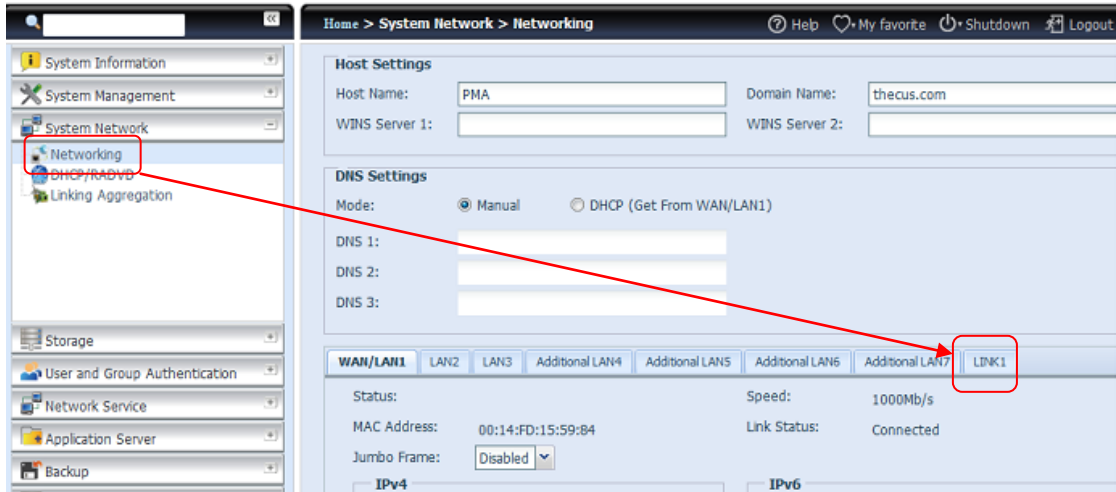 Home > System Network > Networking
Help My favorite Shutdown Logout
System Information
System Management
System Network
Networking
DHCP/RADVD
Linking Aggregation
Storage
User and Group Authentication
Network Service
Application Server
Backup
Host Settings
Host Name: PMA Domain Name: thecus.com
WINS Server 1: WINS Server 2:
DNS Settings
Mode: Manual DHCP (Get From WAN/LAN1)
DNS 1:
DNS 2:
DNS 3:
WAN/LAN1 LAN2 LAN3 Additional LAN4 Additional LAN5 Additional LAN6 Additional LAN7 LINK1
Status: Speed: 1000Mb/s
MAC Address: 00:14:FD:15:59:84 Link Status: Connected
Jumbo Frame: Disabled
IPv4 IPv6